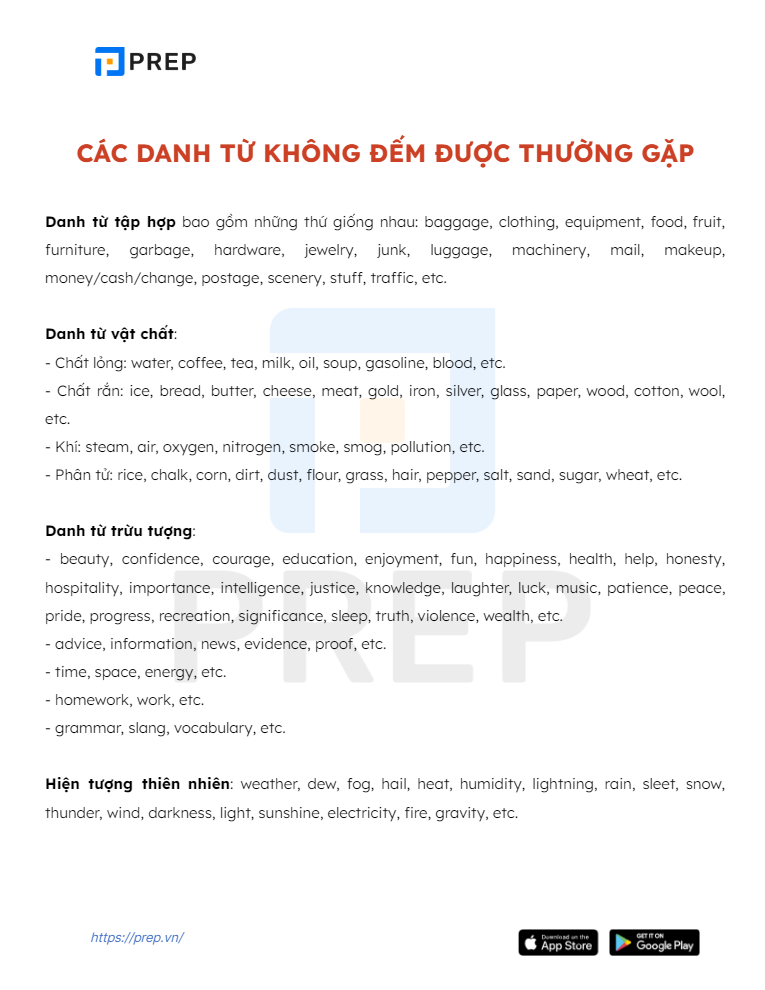 PREP
CÁC DANH TỪ KHÔNG ĐẾM ĐƯỢC THƯỜNG GẶP
Danh từ tập hợp bao gồm những thứ giống nhau: baggage, clothing, equipment, food, fruit,
furniture, garbage, hardware, jewelry, junk, luggage, machinery, mail, makeup,
money/cash/change, postage, scenery, stuff, traffic, etc.
Danh từ vật chất:
- Chất lỏng: water, coffee, tea, milk, oil, soup, gasoline, blood, etc.
- Chất rắn: ice, bread, butter, cheese, meat, gold, iron, silver, glass, paper, wood, cotton, wool,
etc.
- Khí: steam, air, oxygen, nitrogen, smoke, smog, pollution, etc.
- Phân tử: rice, chalk, corn, dirt, dust, flour, grass, hair, pepper, salt, sand, sugar, wheat, etc.
Danh từ trừu tượng:
- beauty, confidence, courage, education, enjoyment, fun, happiness, health, help, honesty,
hospitality, importance, intelligence, justice, knowledge, laughter, luck, music, patience, peace,
pride, progress, recreation, significance, sleep, truth, violence, wealth, etc.
- advice, information, news, evidence, proof, etc.
- time, space, energy, etc.
- homework, work, etc.
- grammar, slang, vocabulary, etc.
Hiện tượng thiên nhiên: weather, dew, fog, hail, heat, humidity, lightning, rain, sleet, snow,
thunder, wind, darkness, light, sunshine, electricity, fire, gravity, etc.
PREP
https://prep.vn/
Download on the
App Store
GET IT ON
Google Play